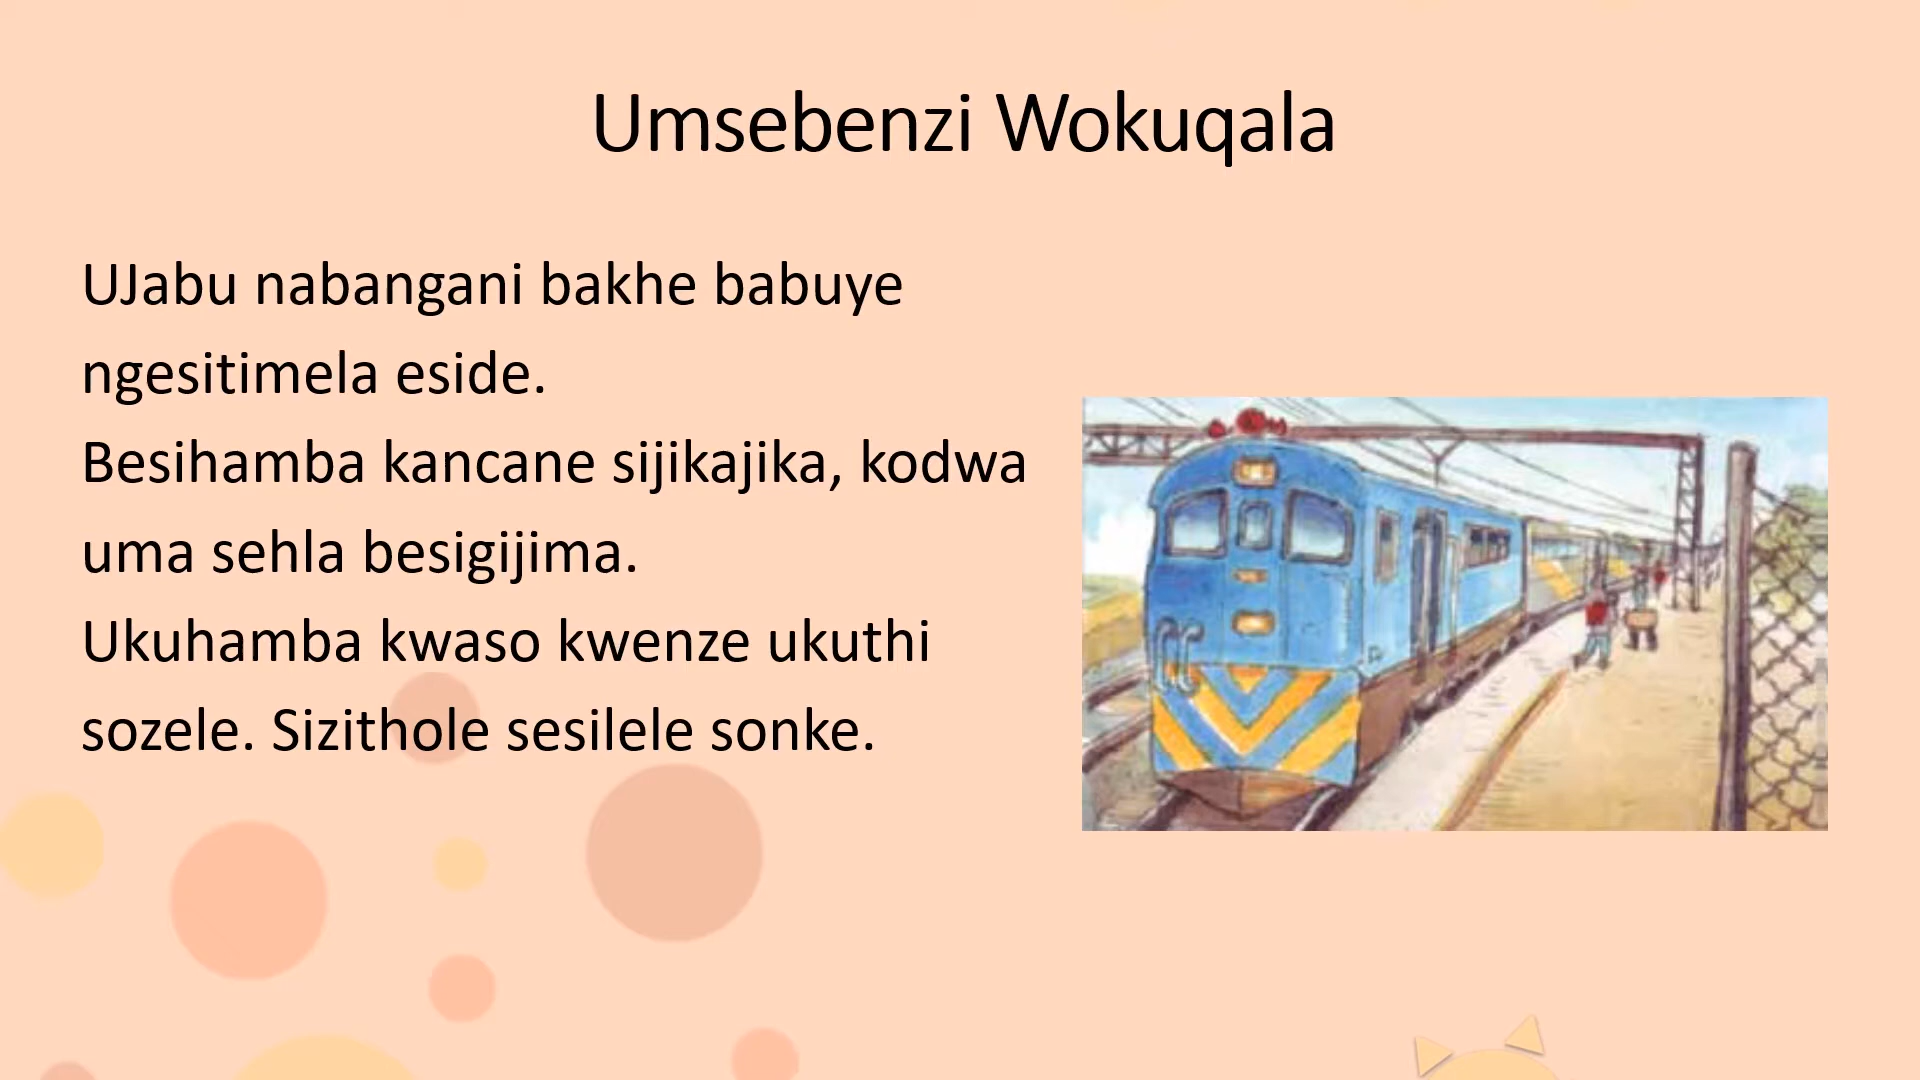 Umsebenzi Wokuqala
UJabu nabangani bakhe babuye
ngesitimela eside.
Besihamba kancane sijikajika, kodwa
uma sehla besigijima.
Ukuhamba kwaso kwenze ukuthi
sozele. Sizithole sesilele sonke.